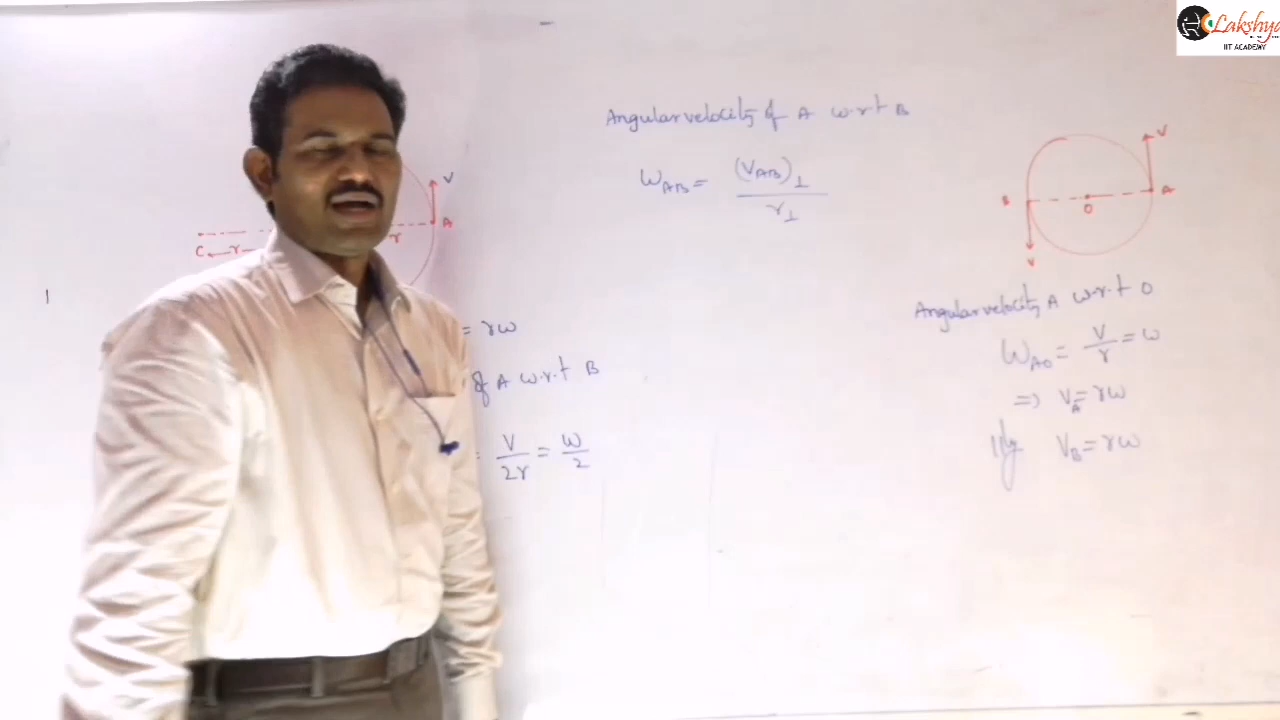 Lakshya
IIT ACADEMY
V
A
r
C
r
= rω
of A w.r.t B
= V/2r = ω/2
Angular velocity of A w.r.t B
ω_AB = (V_AB)⊥ / r⊥
V
B
O
A
V
Angular velocity A w.r.t O
ω_AO = V/r = ω
⇒ V_A = rω
111y V_B = rω